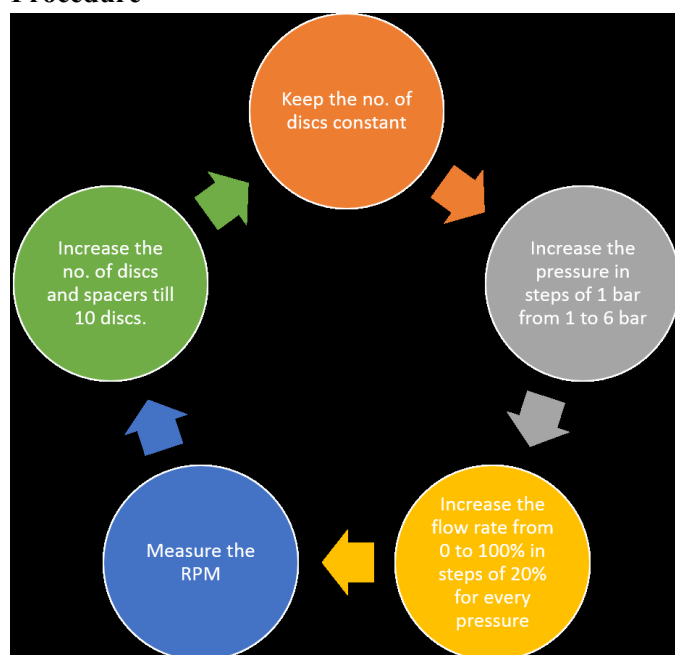 Procedure
Keep the no. of
discs constant
Increase the
pressure in
steps of 1 bar
from 1 to 6 bar
Increase the
flow rate from
0 to 100% in
steps of 20%
for every
pressure
Measure the
RPM
Increase the
no. of discs
and spacers till
10 discs.